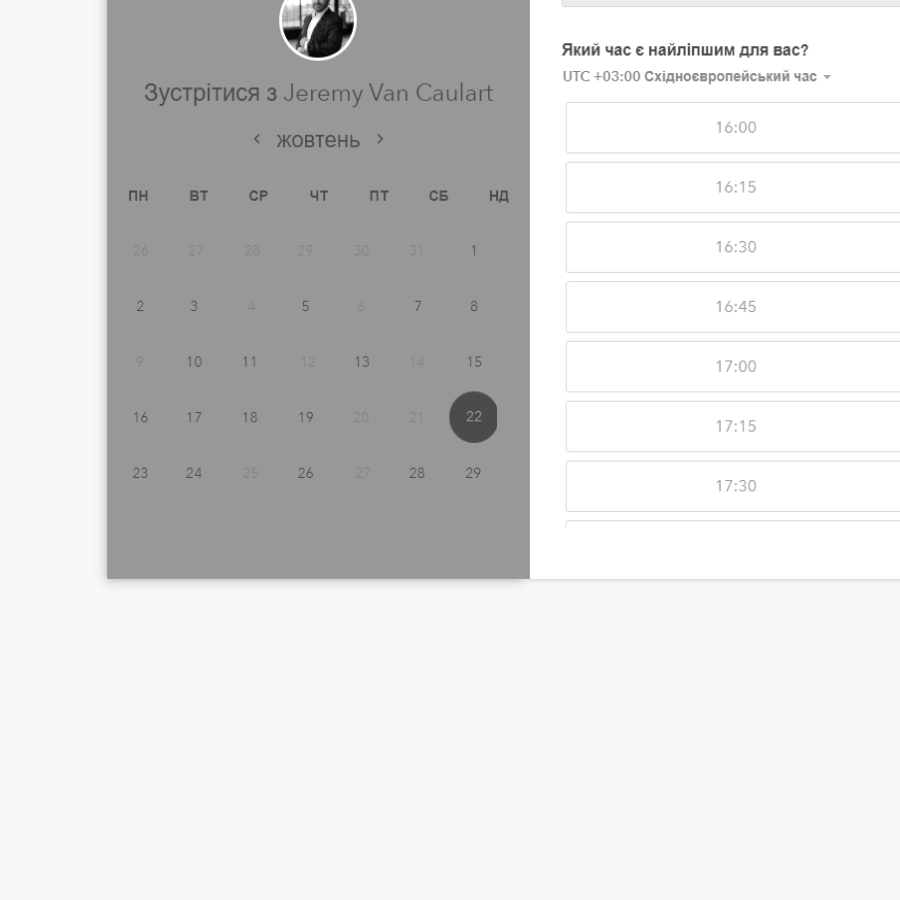 Зустрітися з Jeremy Van Caulart
жовтень
ПН ВТ СР ЧТ ПТ СБ НД
26 27 28 29 30 31 1
2 3 4 5 6 7 8
9 10 11 12 13 14 15
16 17 18 19 20 21 22
23 24 25 26 27 28 29
Який час є найліпшим для вас?
UTC +03:00 Східноєвропейський час
16:00
16:15
16:30
16:45
17:00
17:15
17:30